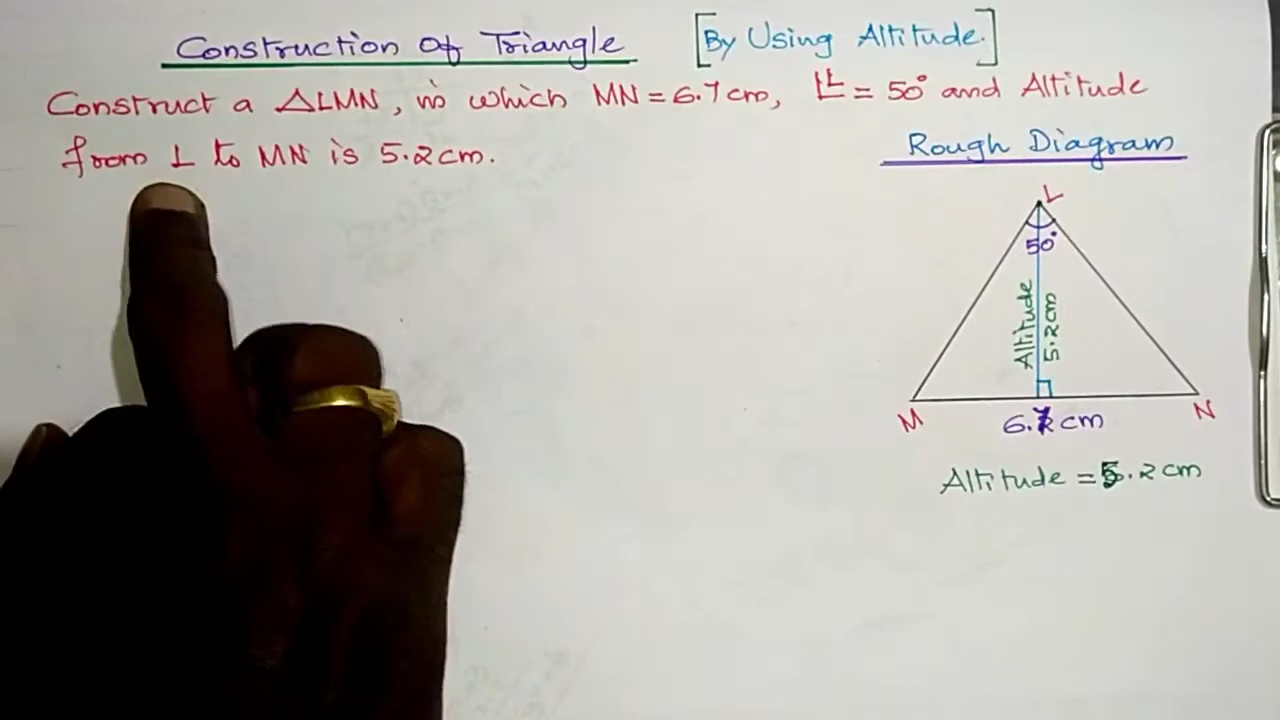 Construction Of Triangle [By Using Altitude.]
Construct a △LMN, in which MN = 6.7 cm, ∠L = 50° and Altitude
from L to MN is 5.2 cm.
Rough Diagram
L
50°
Altitude
5.2cm
M
N
6.7 cm
Altitude = 5.2 cm